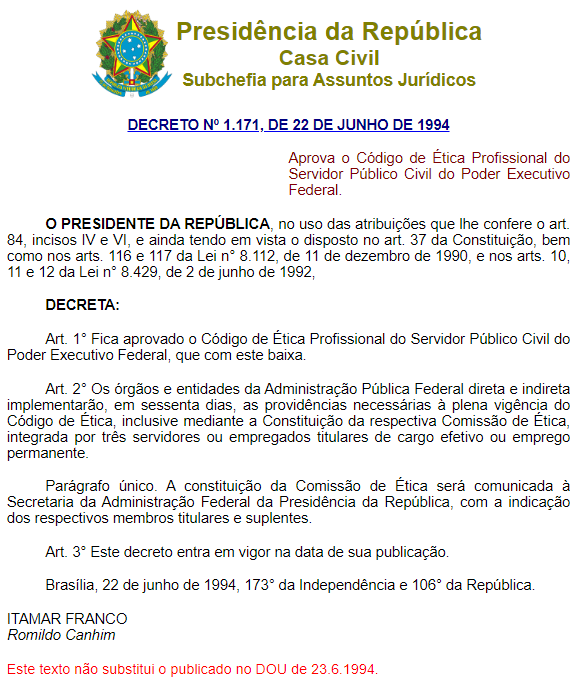 Presidência da República
Casa Civil
Subchefia para Assuntos Jurídicos
DECRETO Nº 1.171, DE 22 DE JUNHO DE 1994
Aprova o Código de Ética Profissional do
Servidor Público Civil do Poder Executivo
Federal.
O PRESIDENTE DA REPÚBLICA, no uso das atribuições que lhe confere o art.
84, incisos IV e VI, e ainda tendo em vista o disposto no art. 37 da Constituição, bem
como nos arts. 116 e 117 da Lei n° 8.112, de 11 de dezembro de 1990, e nos arts. 10,
11 e 12 da Lei n° 8.429, de 2 de junho de 1992,
DECRETA:
Art. 1° Fica aprovado o Código de Ética Profissional do Servidor Público Civil do
Poder Executivo Federal, que com este baixa.
Art. 2° Os órgãos e entidades da Administração Pública Federal direta e indireta
implementarão, em sessenta dias, as providências necessárias à plena vigência do
Código de Ética, inclusive mediante a Constituição da respectiva Comissão de Ética,
integrada por três servidores ou empregados titulares de cargo efetivo ou emprego
permanente.
Parágrafo único. A constituição da Comissão de Ética será comunicada à
Secretaria da Administração Federal da Presidência da República, com a indicação
dos respectivos membros titulares e suplentes.
Art. 3° Este decreto entra em vigor na data de sua publicação.
Brasília, 22 de junho de 1994, 173° da Independência e 106° da República.
ITAMAR FRANCO
Romildo Canhim
Este texto não substitui o publicado no DOU de 23.6.1994.